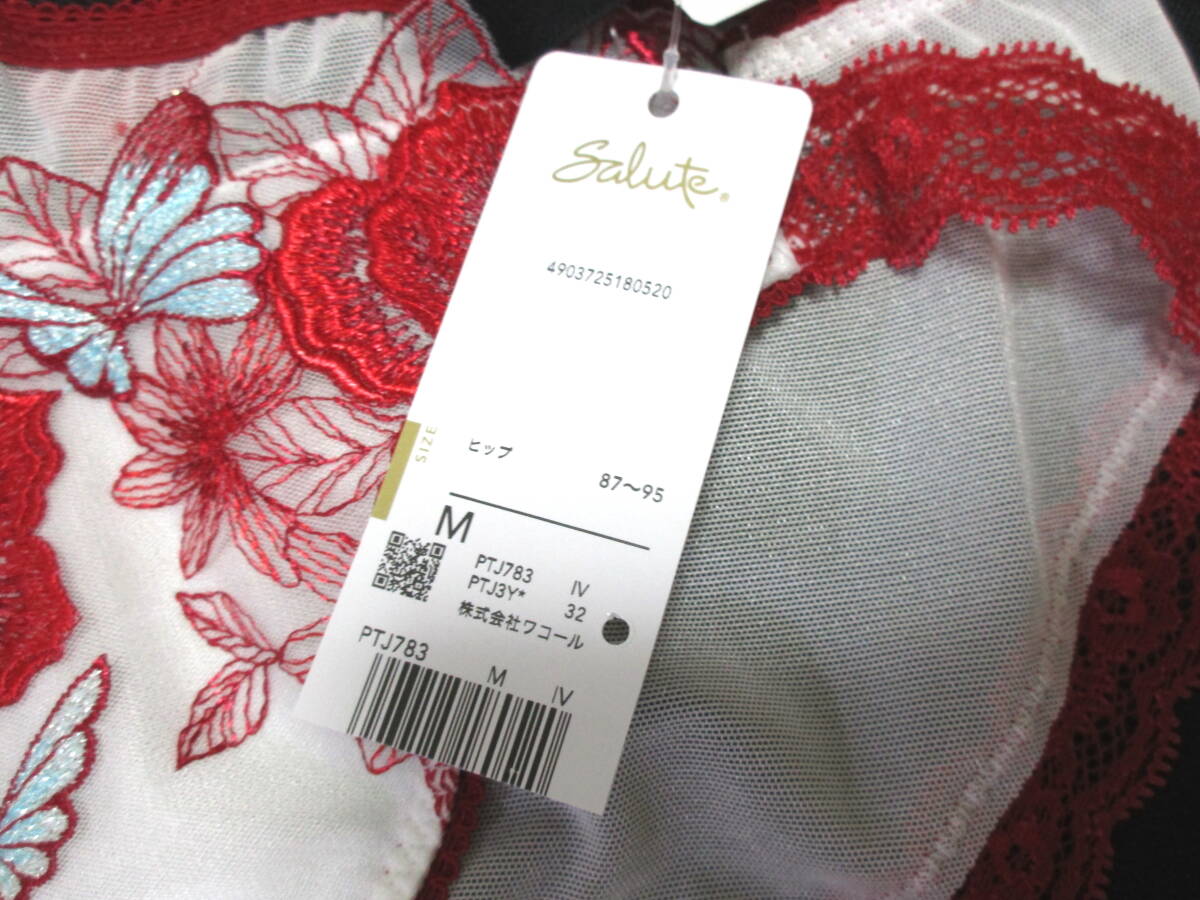 Salute®
4903725180520
SIZE
ヒップ
87～95
M
PTJ783 IV
PTJ3Y* 32
株式会社ワコール
PTJ783
M IV